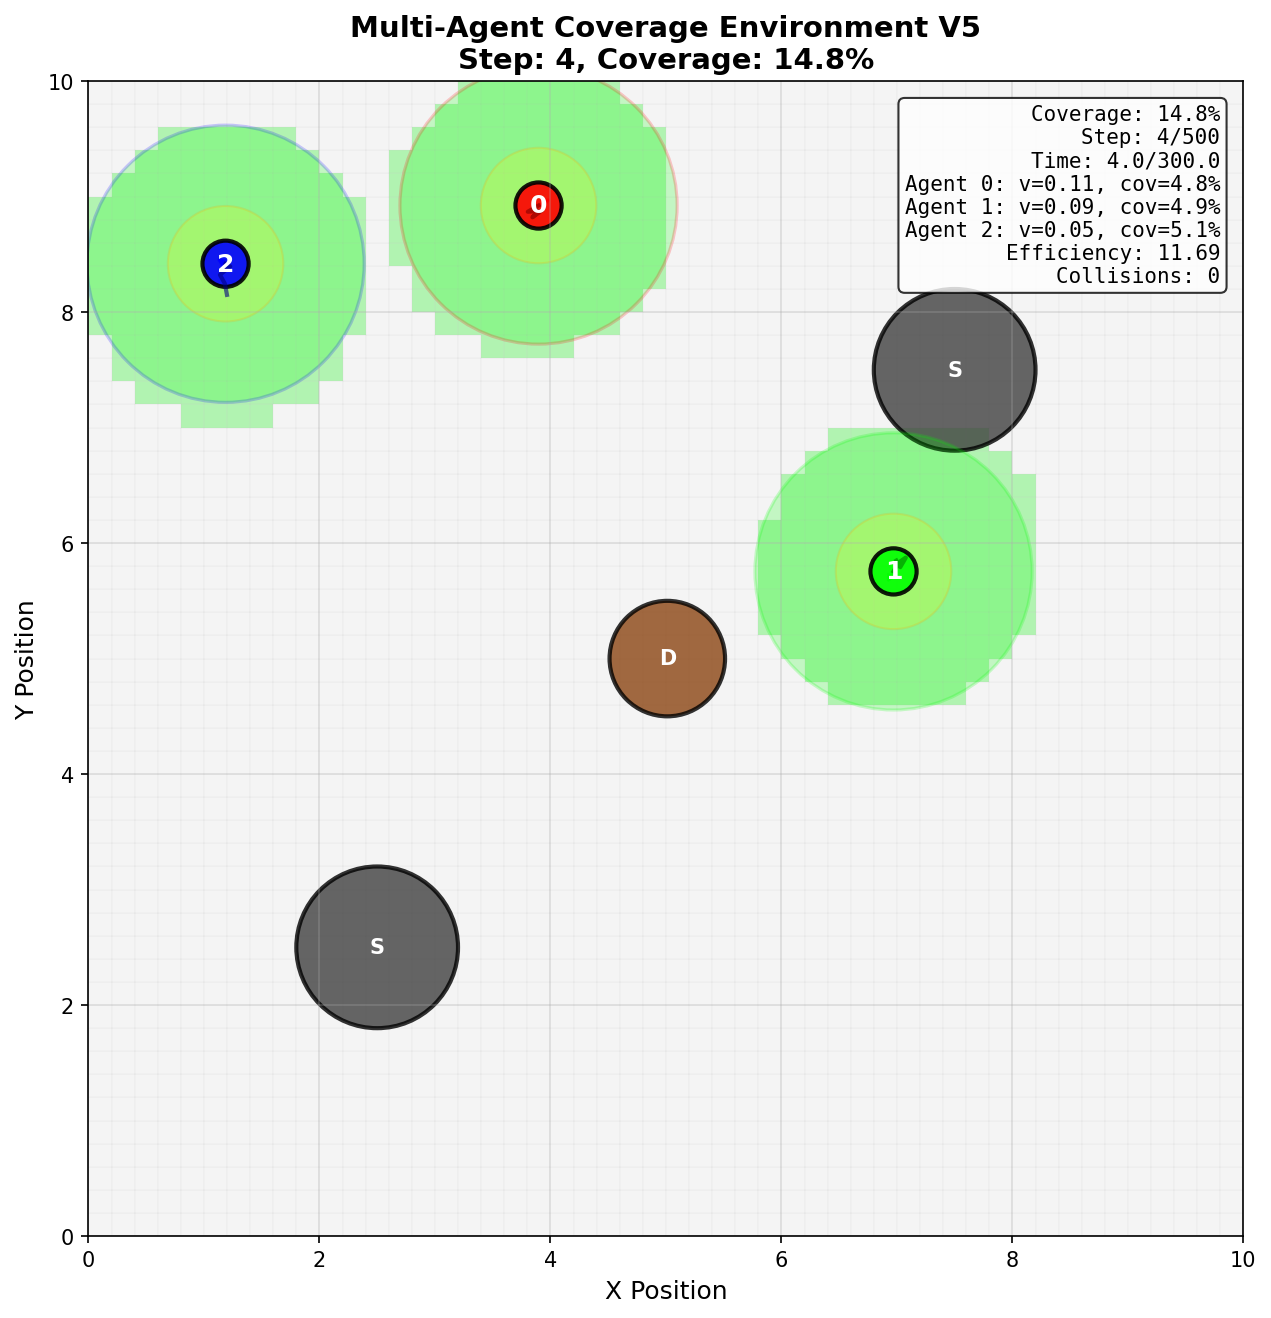 Multi-Agent Coverage Environment V5
Step: 4, Coverage: 14.8%
Coverage: 14.8%
Step: 4/500
Time: 4.0/300.0
Agent 0: v=0.11, cov=4.8%
Agent 1: v=0.09, cov=4.9%
Agent 2: v=0.05, cov=5.1%
Efficiency: 11.69
Collisions: 0
10
8
6
4
2
0
Y Position
0
2
S
1
D
S
0
2
4
6
8
10
X Position